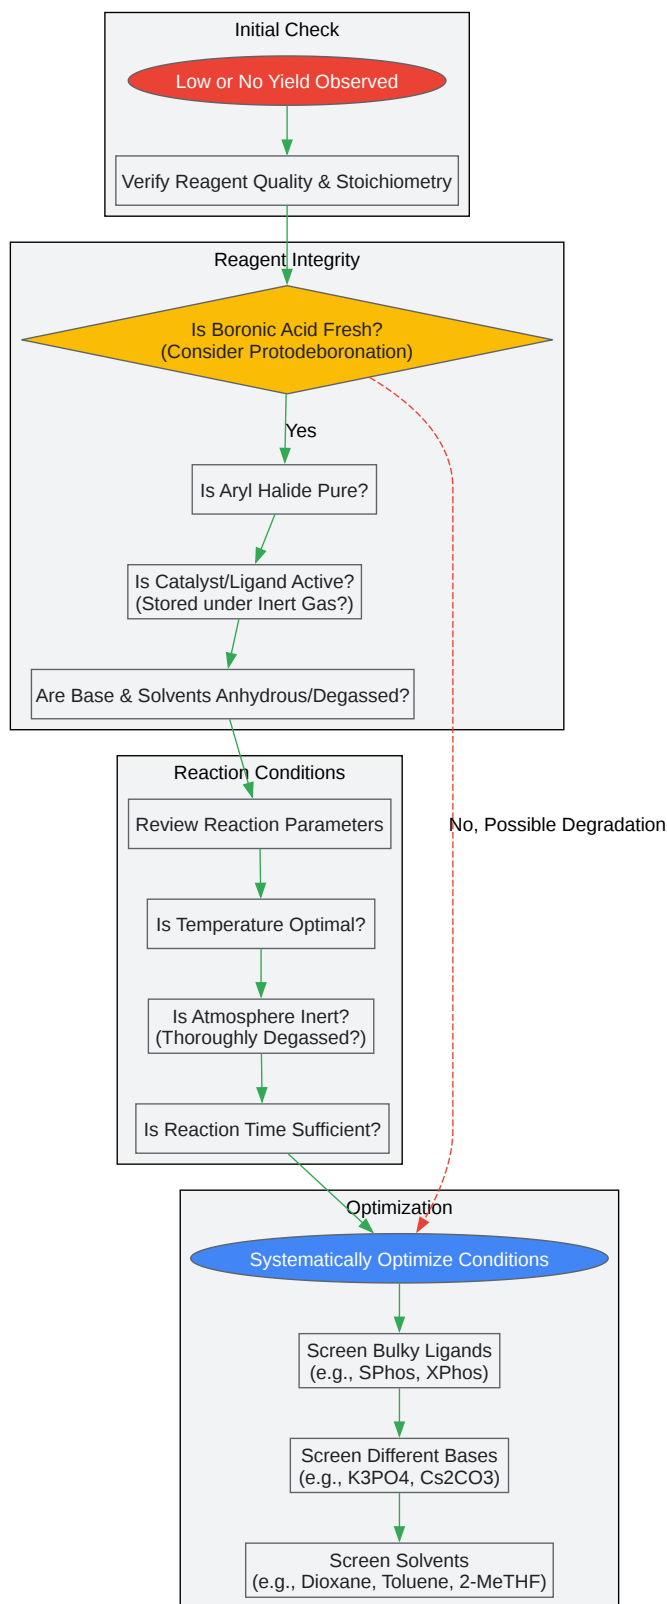 Initial Check
Low or No Yield Observed
Verify Reagent Quality & Stoichiometry
Reagent Integrity
Is Boronic Acid Fresh?
(Consider Protodeboronation)
Yes
Is Aryl Halide Pure?
Is Catalyst/Ligand Active?
(Stored under Inert Gas?)
Are Base & Solvents Anhydrous/Degassed?
Reaction Conditions
Review Reaction Parameters
No, Possible Degradation
Is Temperature Optimal?
Is Atmosphere Inert?
(Thoroughly Degassed?)
Is Reaction Time Sufficient?
Optimization
Systematically Optimize Conditions
Screen Bulky Ligands
(e.g., SPhos, XPhos)
Screen Different Bases
(e.g., K3PO4, Cs2CO3)
Screen Solvents
(e.g., Dioxane, Toluene, 2-MeTHF)